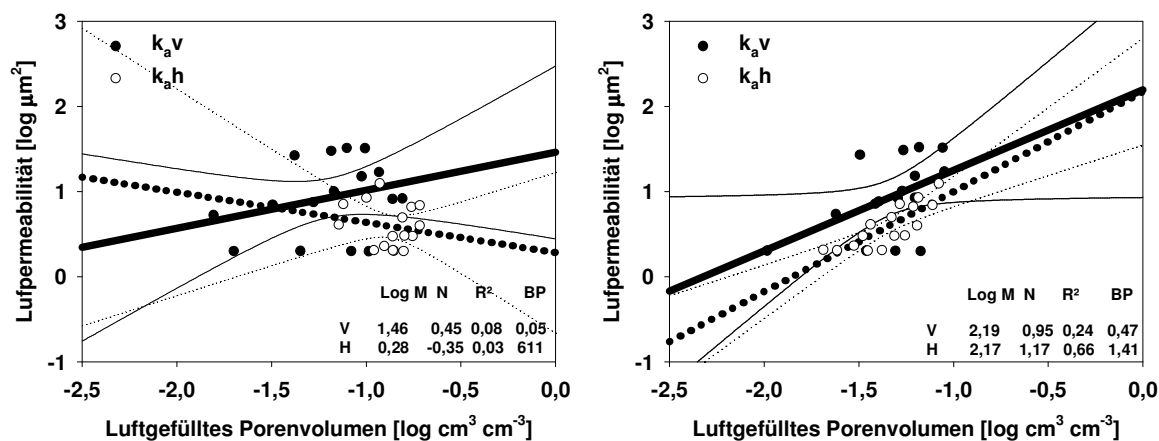 3
2
1
0
-1
Lufpermeabilität [log µm²]
kₐv
kₐh
Log M N R² BP
V 1,46 0,45 0,08 0,05
H 0,28 -0,35 0,03 611
-2,5 -2,0 -1,5 -1,0 -0,5 0,0
Luftgefülltes Porenvolumen [log cm³ cm⁻³]
3
2
1
0
-1
Lufpermeabilität [log µm²]
kₐv
kₐh
Log M N R² BP
V 2,19 0,95 0,24 0,47
H 2,17 1,17 0,66 1,41
-2,5 -2,0 -1,5 -1,0 -0,5 0,0
Luftgefülltes Porenvolumen [log cm³ cm⁻³]